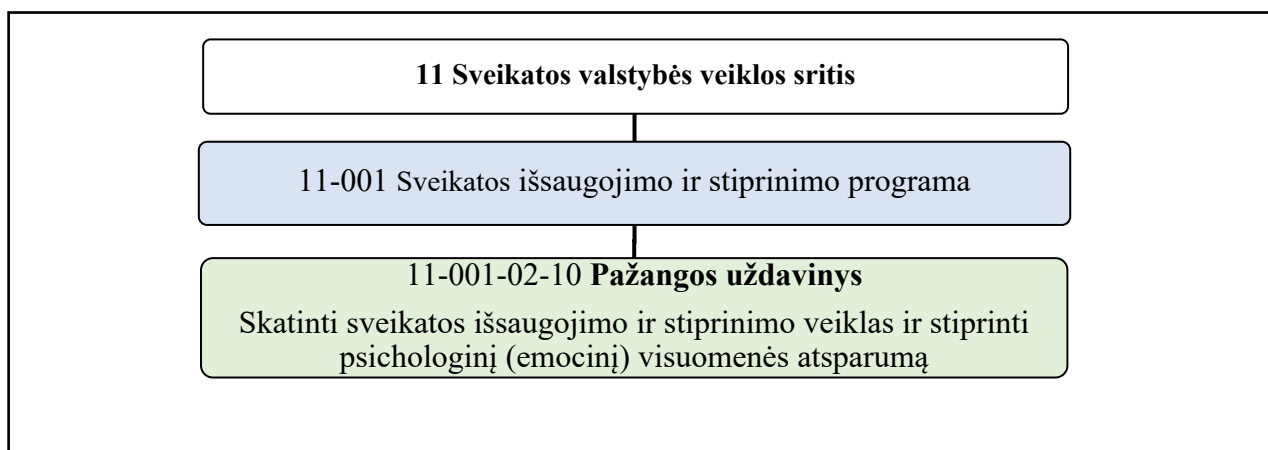 11 Sveikatos valstybės veiklos sritis
11-001 Sveikatos išsaugojimo ir stiprinimo programa
11-001-02-10 Pažangos uždavinys
Skatinti sveikatos išsaugojimo ir stiprinimo veiklas ir stiprinti
psichologinį (emocinį) visuomenės atsparumą